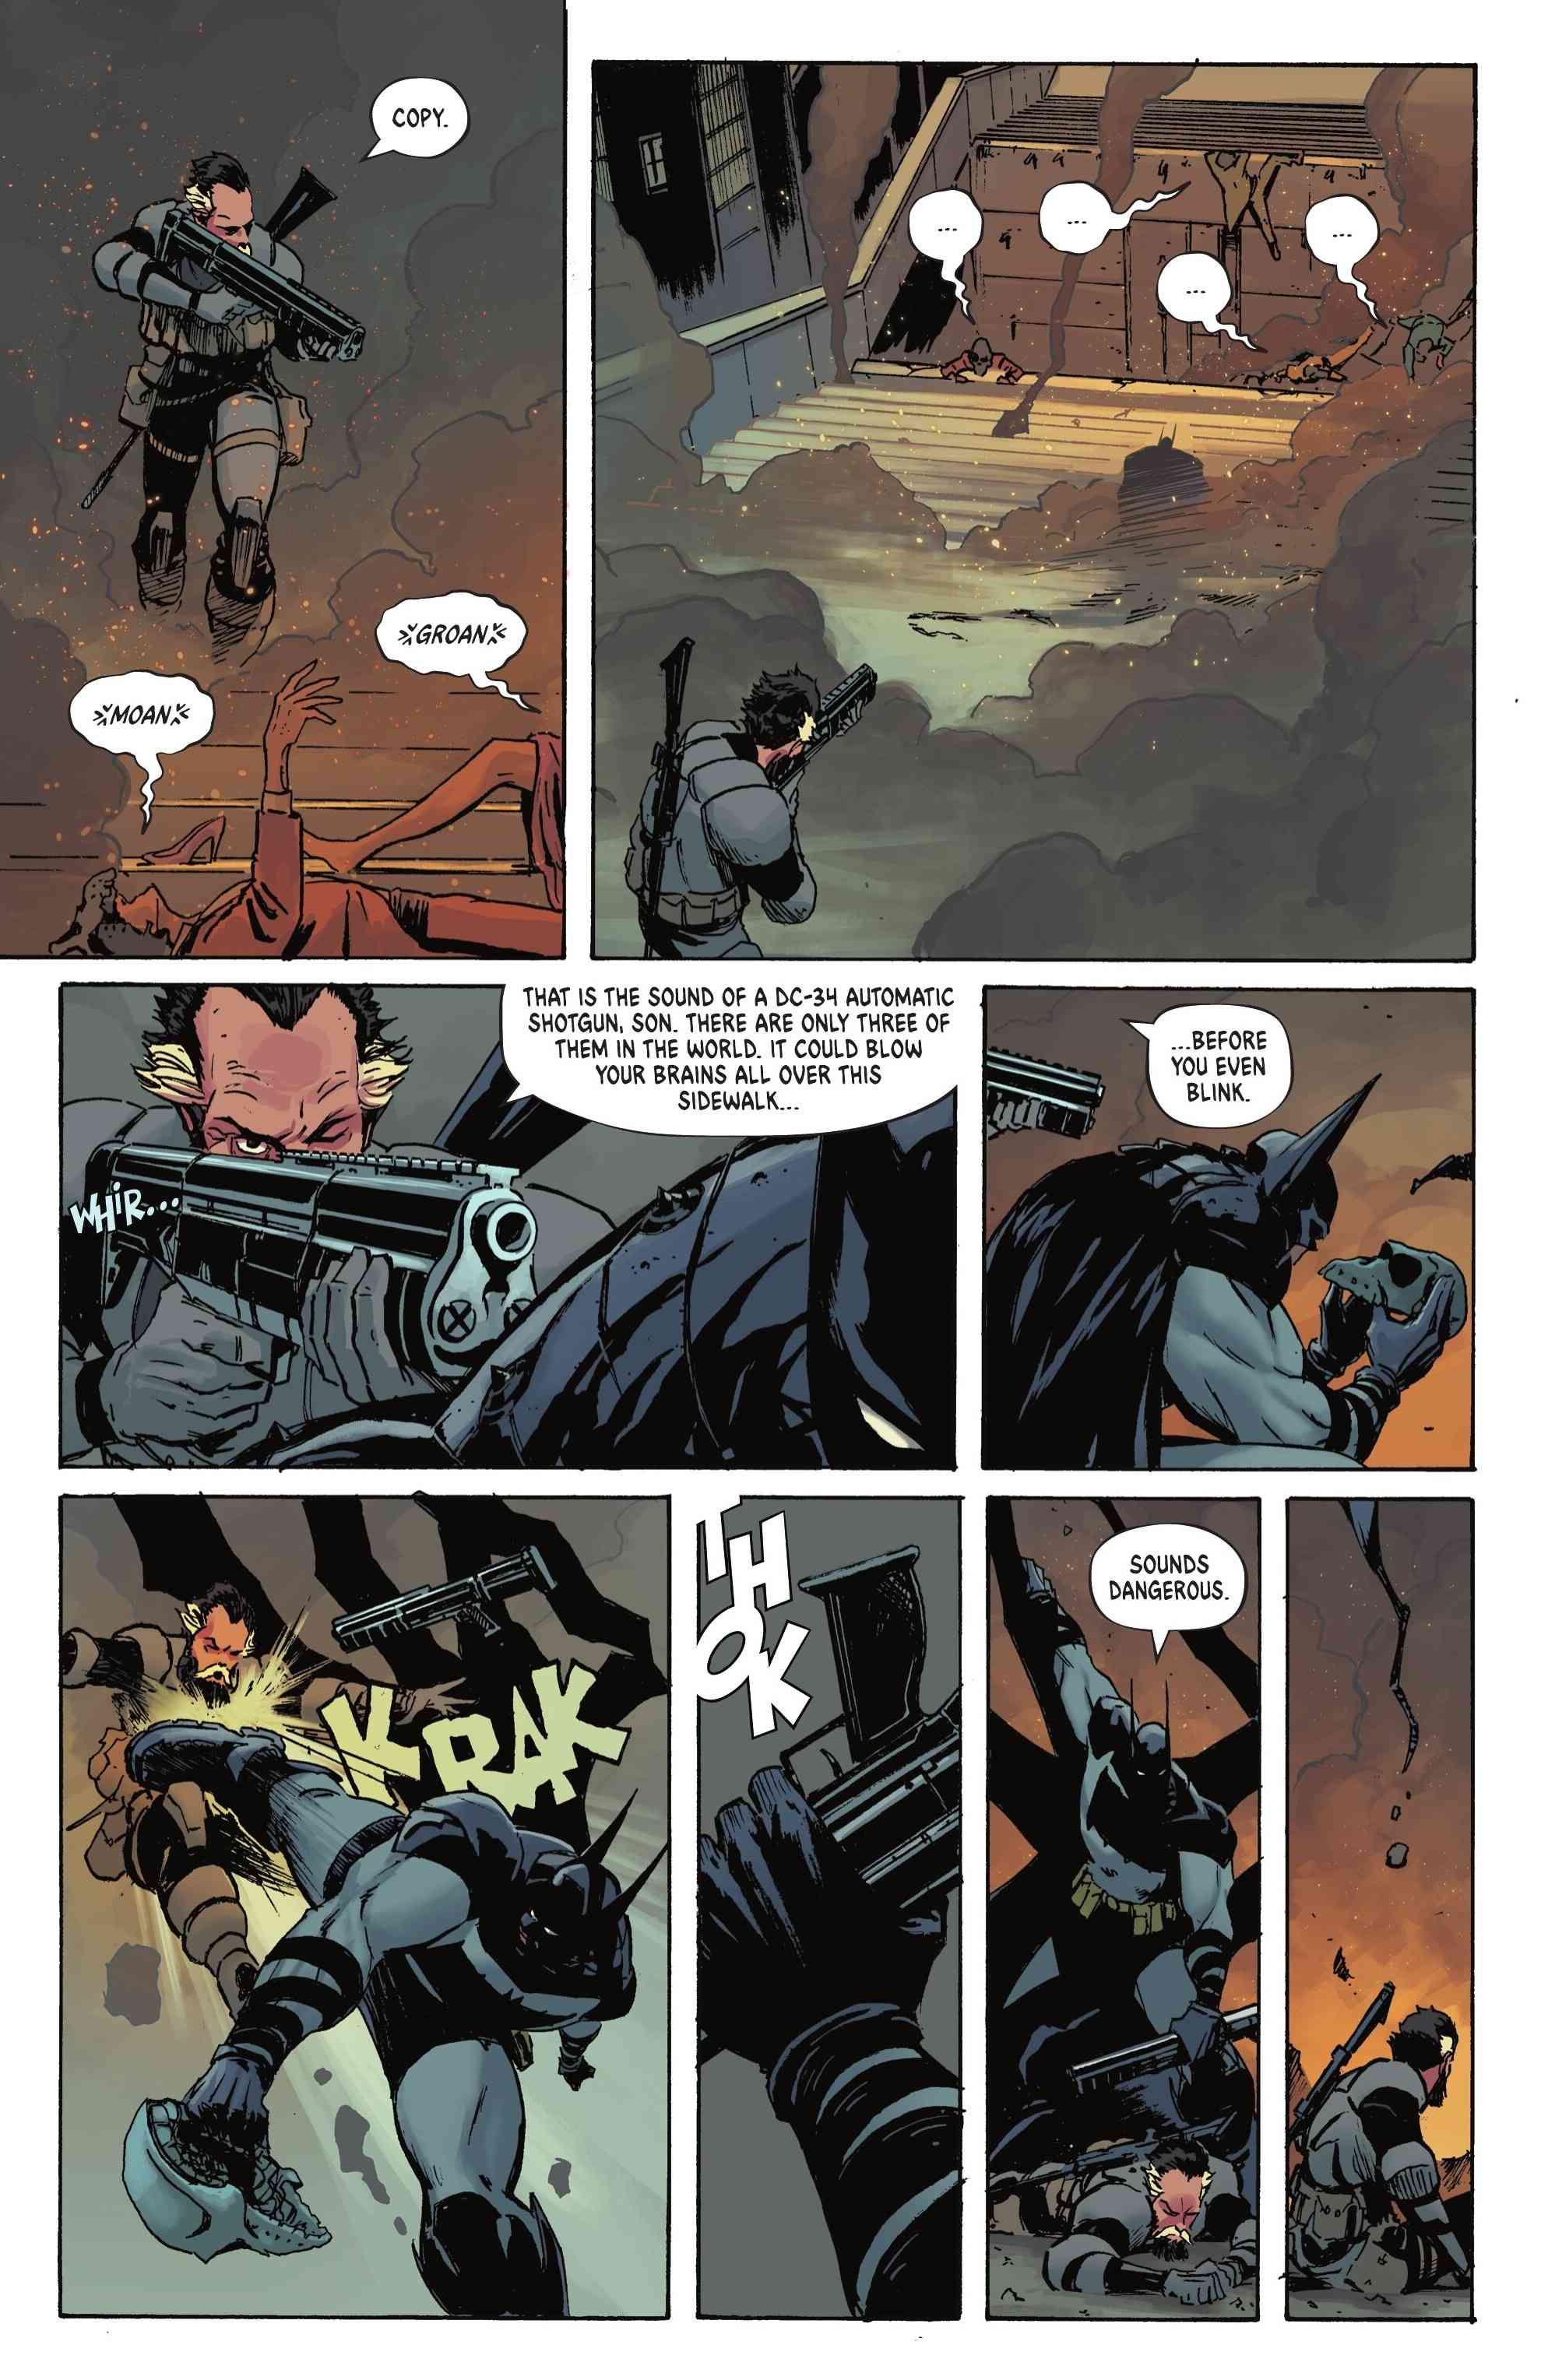 COPY.
GROAN
MOAN
...
...
...
...
THAT IS THE SOUND OF A DC-34 AUTOMATIC
SHOTGUN, SON. THERE ARE ONLY THREE OF
THEM IN THE WORLD. IT COULD BLOW
YOUR BRAINS ALL OVER THIS
SIDEWALK...
WHIR...
...BEFORE
YOU EVEN
BLINK.
KRAK
HOK
SOUNDS
DANGEROUS.